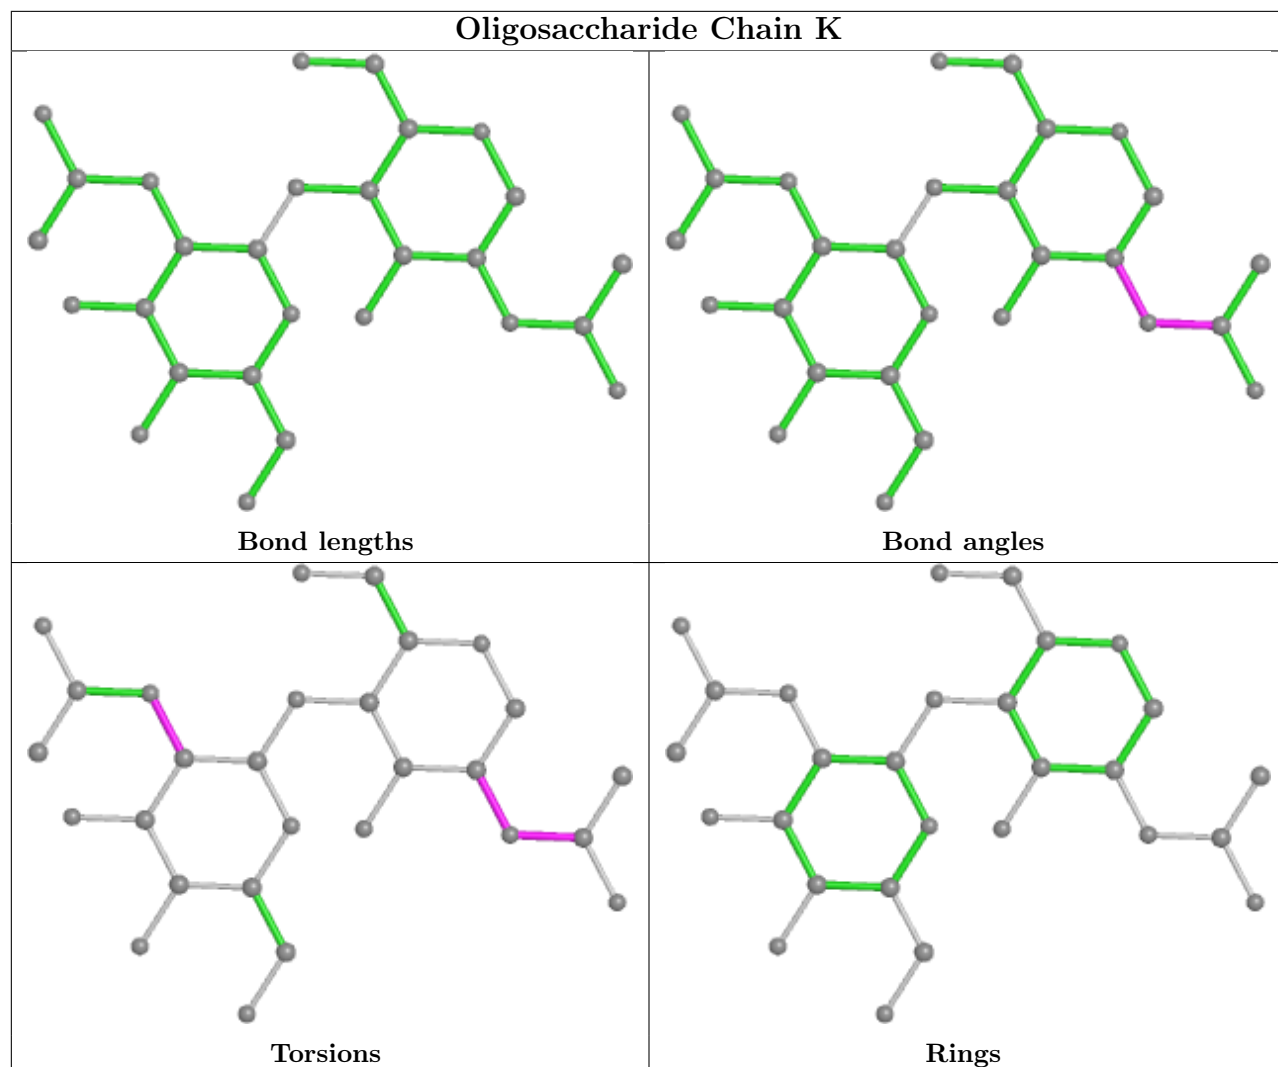 Oligosaccharide Chain K
Bond lengths
Bond angles
Torsions
Rings